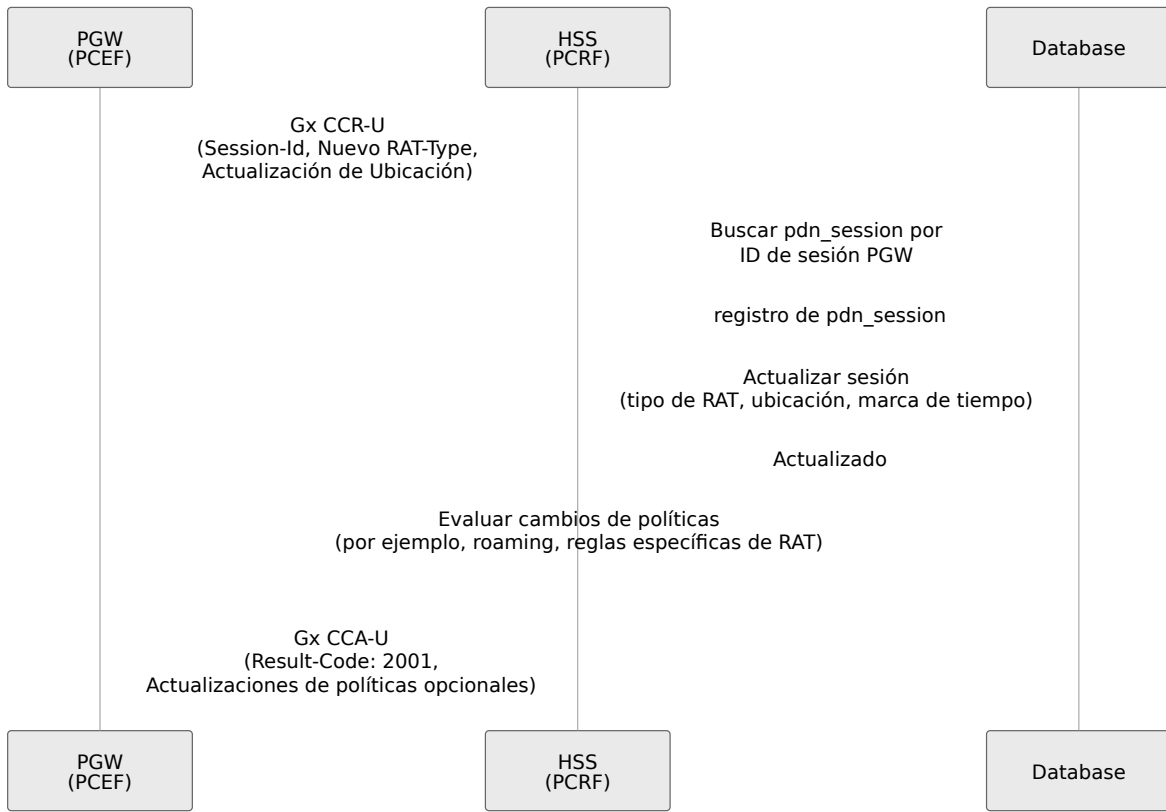 PGW
(PCEF)
HSS
(PCRF)
Database
Gx CCR-U
(Session-Id, Nuevo RAT-Type,
Actualización de Ubicación)
Buscar pdn_session por
ID de sesión PGW
registro de pdn_session
Actualizar sesión
(tipo de RAT, ubicación, marca de tiempo)
Actualizado
Evaluar cambios de políticas
(por ejemplo, roaming, reglas específicas de RAT)
Gx CCA-U
(Result-Code: 2001,
Actualizaciones de políticas opcionales)
PGW
(PCEF)
HSS
(PCRF)
Database